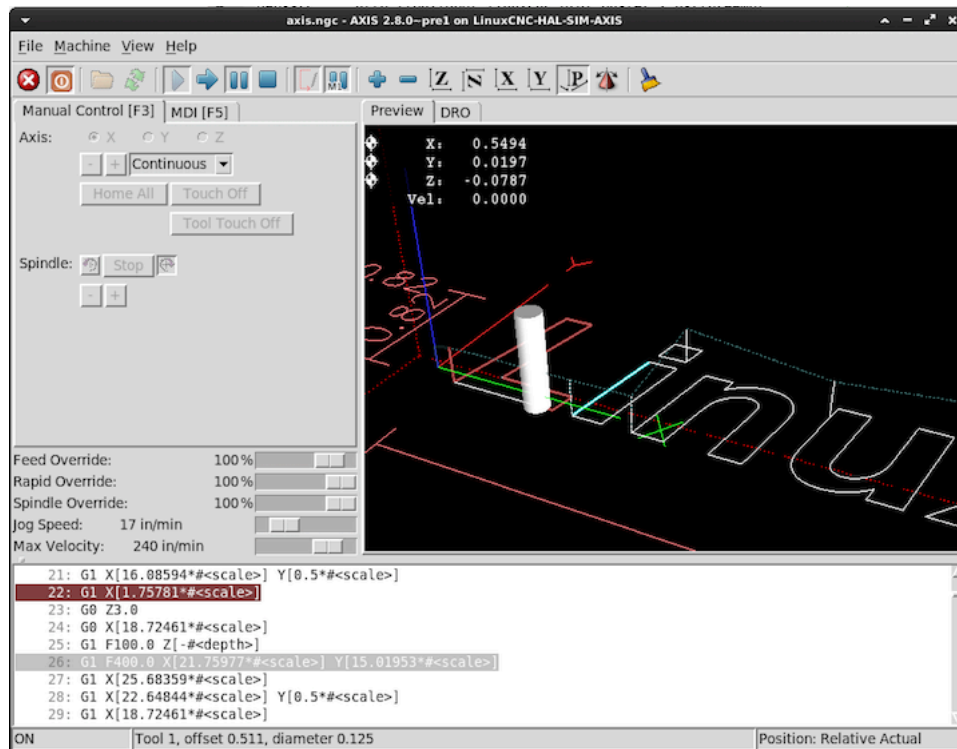 axis.ngc - AXIS 2.8.0~pre1 on LinuxCNC-HAL-SIM-AXIS
File Machine View Help
Z N X Y P
Manual Control [F3] MDI [F5]
Preview DRO
Axis: X Y Z
- + Continuous
Home All Touch Off
Tool Touch Off
Spindle: Stop
- +
X: 0.5494
Y: 0.0197
Z: -0.0787
Vel: 0.0000
Y
X
Linu
Feed Override: 100 %
Rapid Override: 100 %
Spindle Override: 100 %
Jog Speed: 17 in/min
Max Velocity: 240 in/min
21: G1 X[16.08594*#<scale>] Y[0.5*#<scale>]
22: G1 X[1.75781*#<scale>]
23: G0 Z3.0
24: G0 X[18.72461*#<scale>]
25: G1 F100.0 Z[-#<depth>]
26: G1 F400.0 X[21.75977*#<scale>] Y[15.01953*#<scale>]
27: G1 X[25.68359*#<scale>]
28: G1 X[22.64844*#<scale>] Y[0.5*#<scale>]
29: G1 X[18.72461*#<scale>]
ON Tool 1, offset 0.511, diameter 0.125 Position: Relative Actual